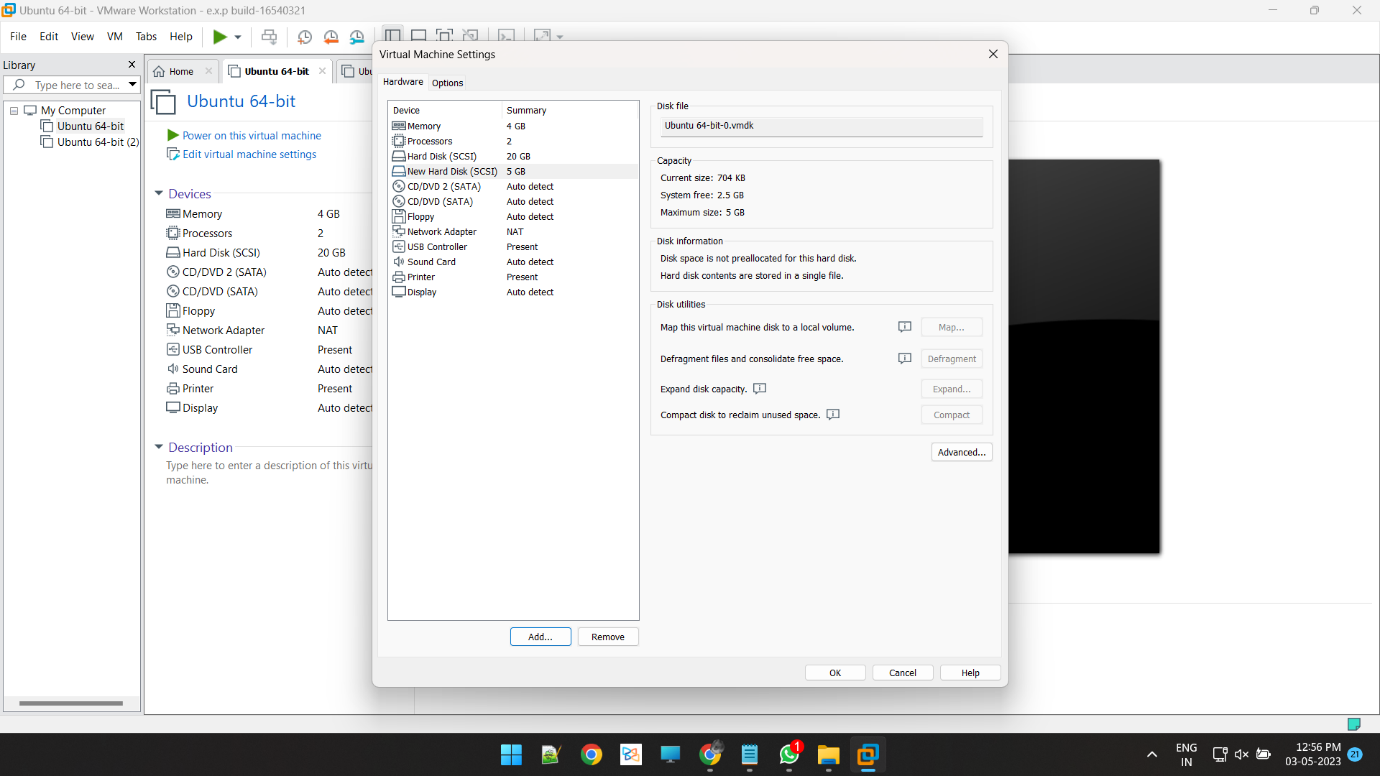 Ubuntu 64-bit - VMware Workstation - e.x.p build-16540321
File Edit View VM Tabs Help
Library
Type here to sea...
My Computer
Ubuntu 64-bit
Ubuntu 64-bit (2)
Home
Ubuntu 64-bit
Ubu
Ubuntu 64-bit
Power on this virtual machine
Edit virtual machine settings
Devices
Memory 4 GB
Processors 2
Hard Disk (SCSI) 20 GB
CD/DVD 2 (SATA) Auto detect
CD/DVD (SATA) Auto detect
Floppy Auto detect
Network Adapter NAT
USB Controller Present
Sound Card Auto detect
Printer Present
Display Auto detect
Description
Type here to enter a description of this virtu
machine.
Virtual Machine Settings
Hardware Options
Device Summary
Memory 4 GB
Processors 2
Hard Disk (SCSI) 20 GB
New Hard Disk (SCSI) 5 GB
CD/DVD 2 (SATA) Auto detect
CD/DVD (SATA) Auto detect
Floppy Auto detect
Network Adapter NAT
USB Controller Present
Sound Card Auto detect
Printer Present
Display Auto detect
Add... Remove
Disk file
Ubuntu 64-bit-0.vmdk
Capacity
Current size: 704 KB
System free: 2.5 GB
Maximum size: 5 GB
Disk information
Disk space is not preallocated for this hard disk.
Hard disk contents are stored in a single file.
Disk utilities
Map this virtual machine disk to a local volume. Map...
Defragment files and consolidate free space. Defragment
Expand disk capacity. Expand...
Compact disk to reclaim unused space. Compact
Advanced...
OK Cancel Help
1
ENG
IN
12:56 PM
03-05-2023
21